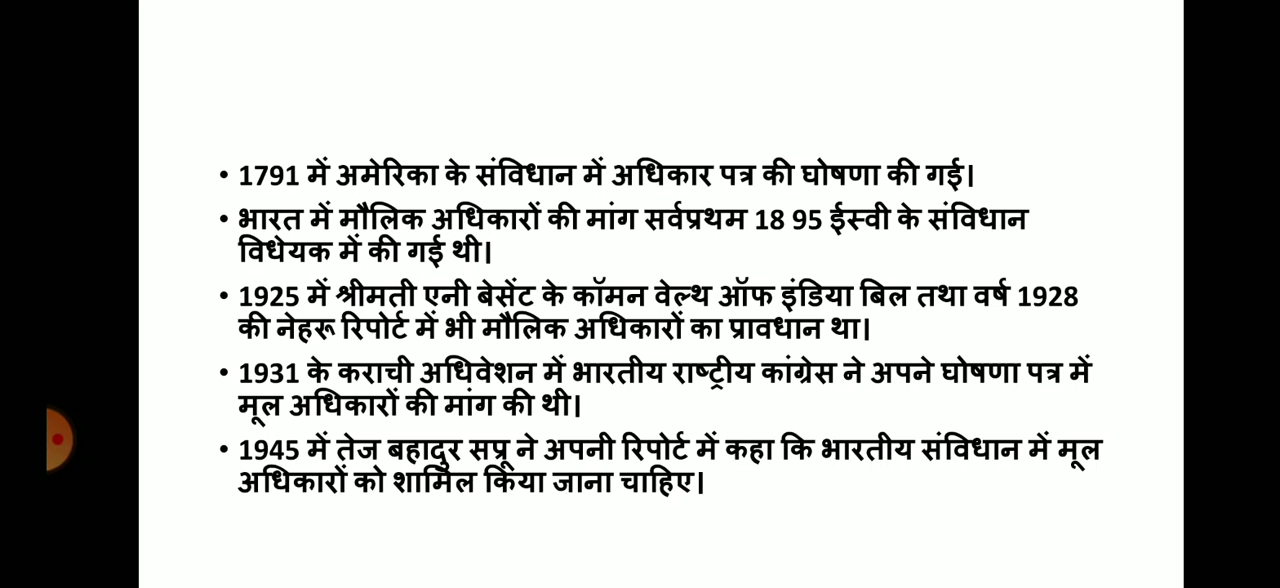 • 1791 में अमेरिका के संविधान में अधिकार पत्र की घोषणा की गई।
• भारत में मौलिक अधिकारों की मांग सर्वप्रथम 18 95 ईस्वी के संविधान
विधेयक में की गई थी।
• 1925 में श्रीमती एनी बेसेंट के कॉमन वेल्थ ऑफ इंडिया बिल तथा वर्ष 1928
की नेहरू रिपोर्ट में भी मौलिक अधिकारों का प्रावधान था।
• 1931 के कराची अधिवेशन में भारतीय राष्ट्रीय कांग्रेस ने अपने घोषणा पत्र में
मूल अधिकारों की मांग की थी।
• 1945 में तेज बहादुर सप्रू ने अपनी रिपोर्ट में कहा कि भारतीय संविधान में मूल
अधिकारों को शामिल किया जाना चाहिए।